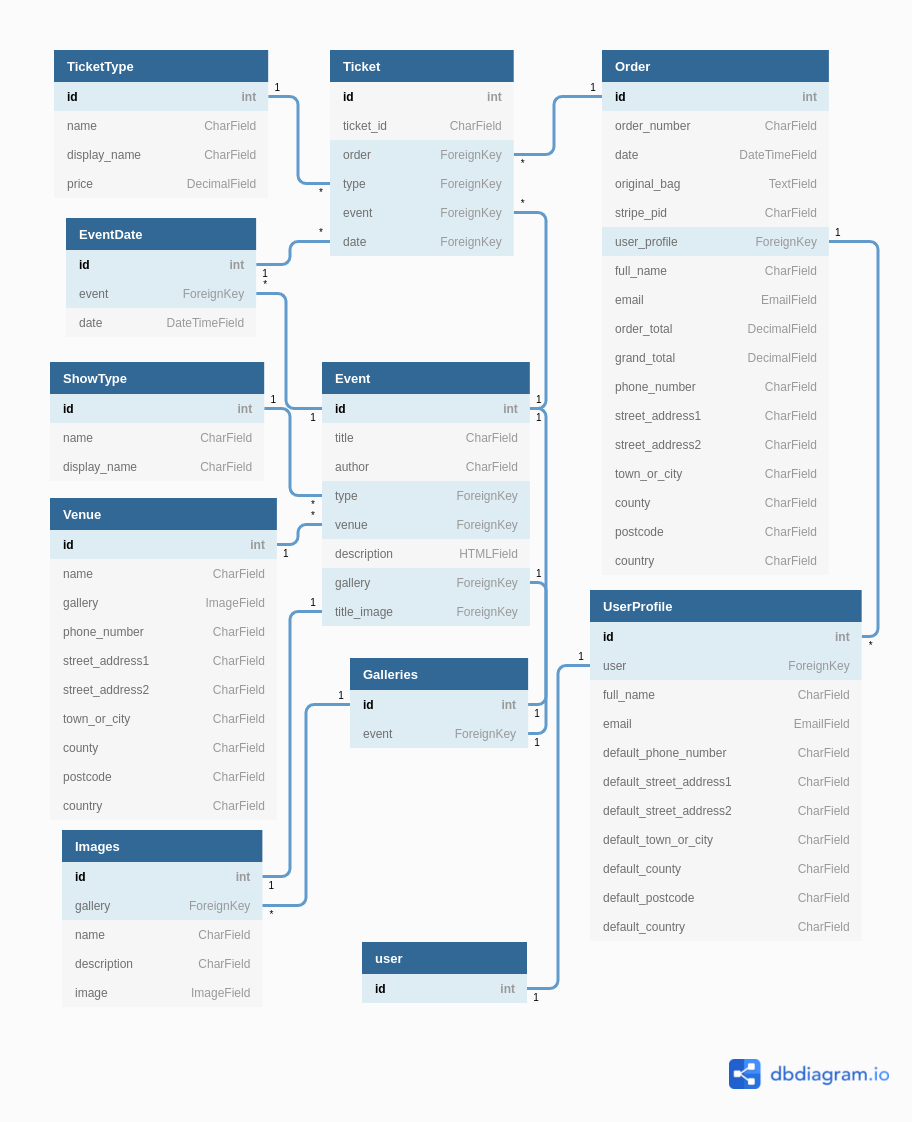 TicketType
id int
name CharField
display_name CharField
price DecimalField
1
*
Ticket
id int
ticket_id CharField
order ForeignKey
type ForeignKey
event ForeignKey
date ForeignKey
*
*
*
1
Order
id int
order_number CharField
date DateTimeField
original_bag TextField
stripe_pid CharField
user_profile ForeignKey
full_name CharField
email EmailField
order_total DecimalField
grand_total DecimalField
phone_number CharField
street_address1 CharField
street_address2 CharField
town_or_city CharField
county CharField
postcode CharField
country CharField
1
EventDate
id int
event ForeignKey
date DateTimeField
1
*
ShowType
id int
name CharField
display_name CharField
1
Event
id int
title CharField
author CharField
type ForeignKey
venue ForeignKey
description HTMLField
gallery ForeignKey
title_image ForeignKey
1
1
1
*
*
1
1
Venue
id int
name CharField
gallery ImageField
phone_number CharField
street_address1 CharField
street_address2 CharField
town_or_city CharField
county CharField
postcode CharField
country CharField
1
UserProfile
id int
user ForeignKey
full_name CharField
email EmailField
default_phone_number CharField
default_street_address1 CharField
default_street_address2 CharField
default_town_or_city CharField
default_county CharField
default_postcode CharField
default_country CharField
*
1
Galleries
id int
event ForeignKey
1
1
1
Images
id int
gallery ForeignKey
name CharField
description CharField
image ImageField
1
*
user
id int
1
dbdiagram.io